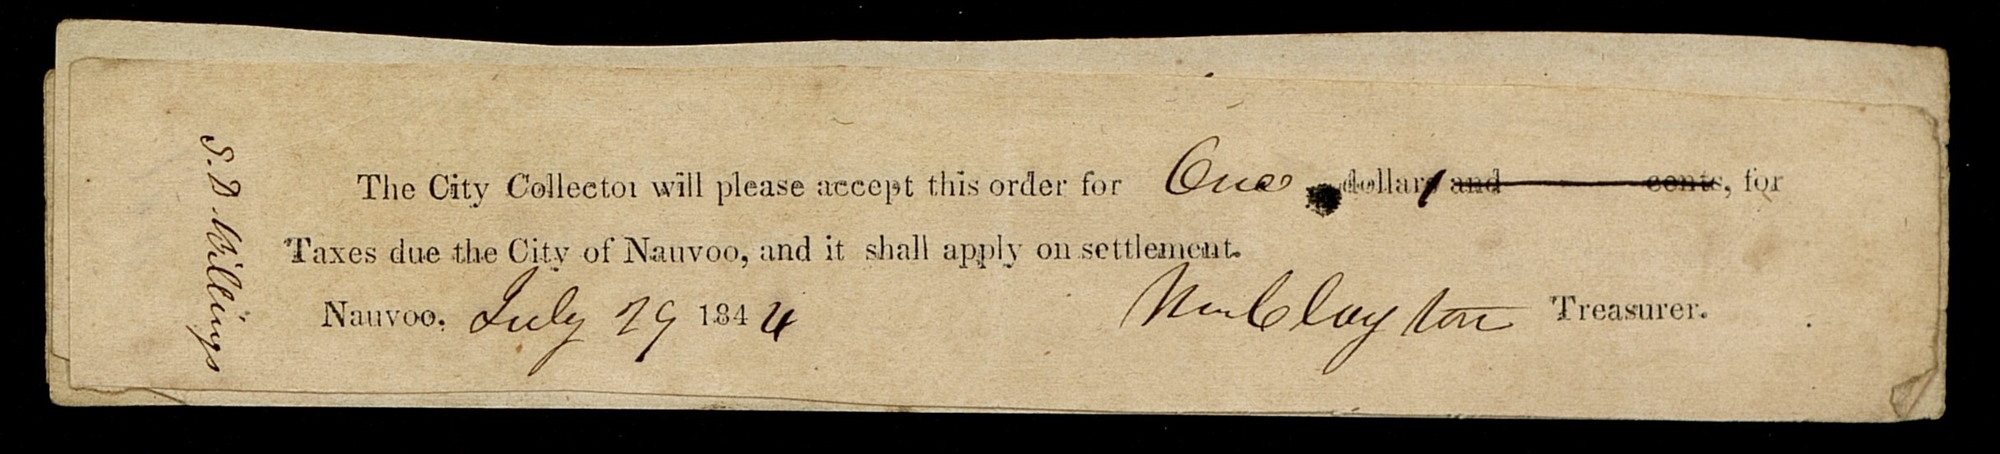 S. D. Billings
The City Collector will please accept this order for One dollars and cents, for
Taxes due the City of Nauvoo, and it shall apply on settlement.
Nauvoo, July 29 1844 Wm Clayton Treasurer.